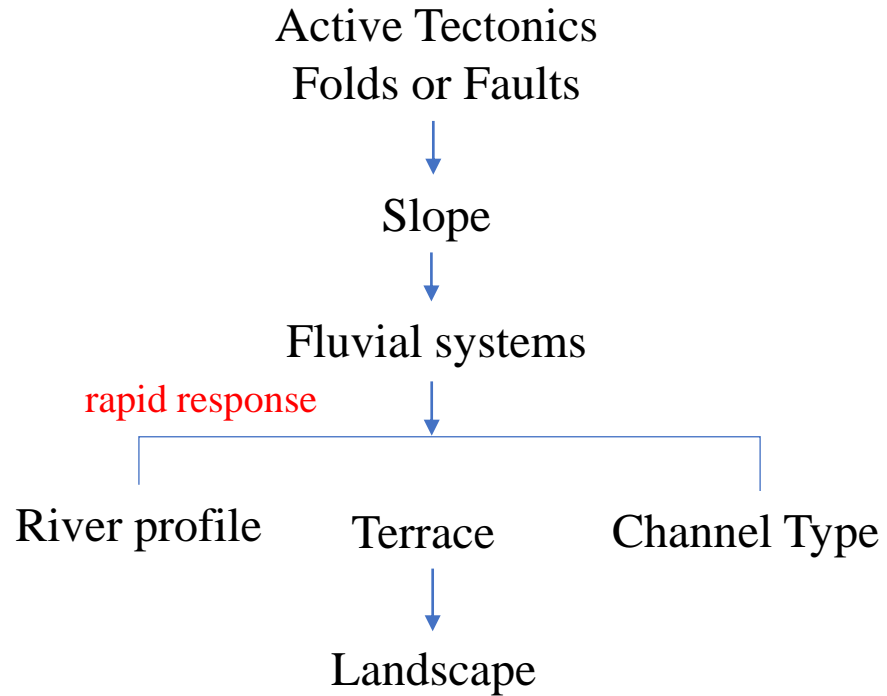 Active Tectonics
Folds or Faults
Slope
Fluvial systems
rapid response
River profile
Terrace
Channel Type
Landscape